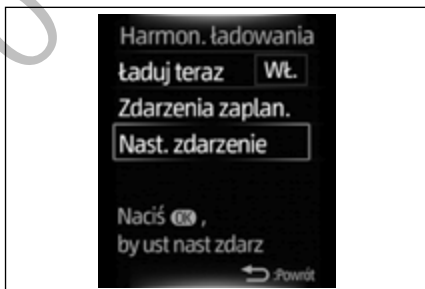 Harmon. ładowania
Ładuj teraz Wł.
Zdarzenia zaplan.
Nast. zdarzenie
Naciś OK ,
by ust nast zdarz
:Powrót